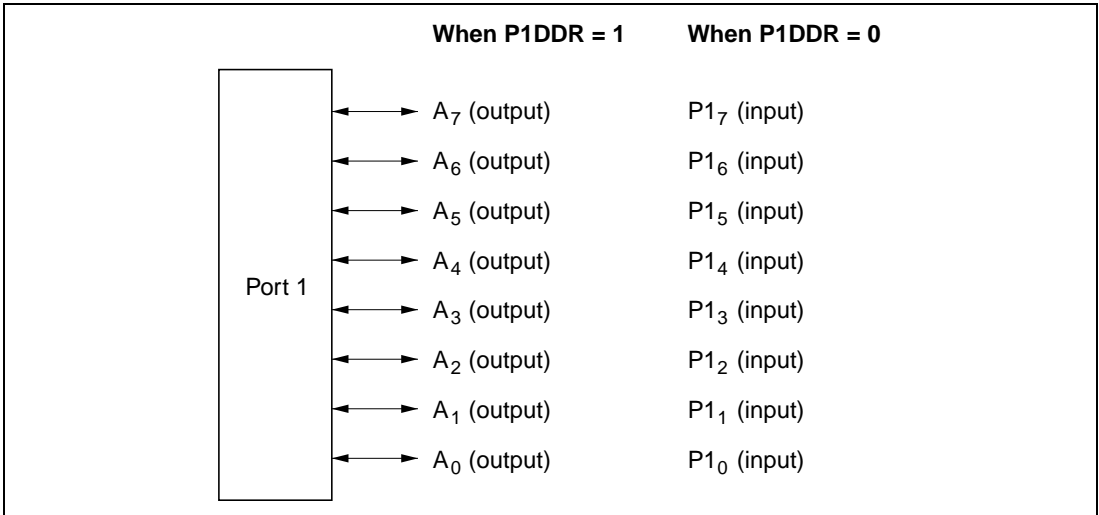 When P1DDR = 1 When P1DDR = 0
A₇ (output) P1₇ (input)
A₆ (output) P1₆ (input)
A₅ (output) P1₅ (input)
A₄ (output) P1₄ (input)
Port 1
A₃ (output) P1₃ (input)
A₂ (output) P1₂ (input)
A₁ (output) P1₁ (input)
A₀ (output) P1₀ (input)